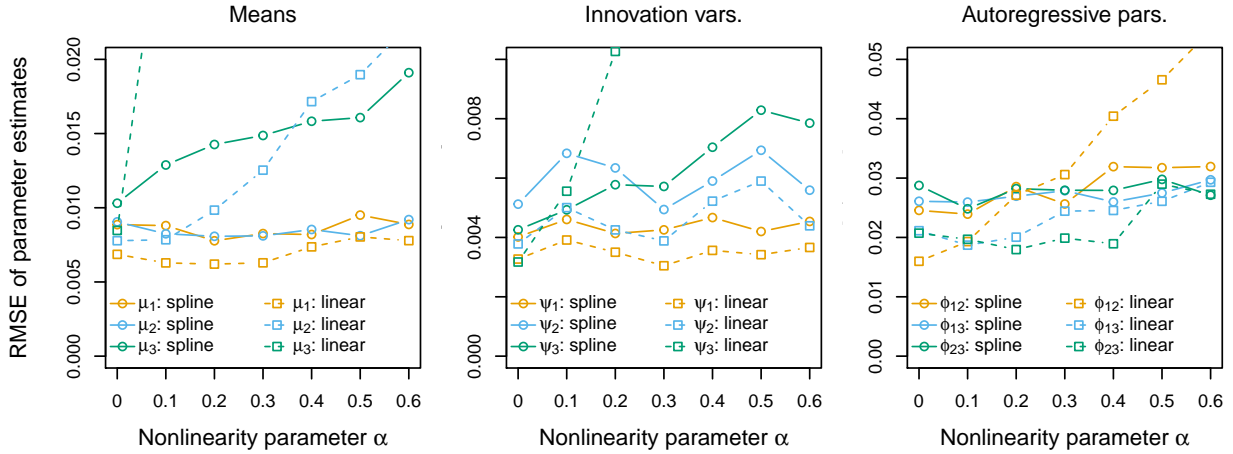 Means
Innovation vars.
Autoregressive pars.
RMSE of parameter estimates
0.020
0.015
0.010
0.005
0.000
μ1: spline
μ1: linear
μ2: spline
μ2: linear
μ3: spline
μ3: linear
0 0.1 0.2 0.3 0.4 0.5 0.6
Nonlinearity parameter α
0.008
0.004
0.000
ψ1: spline
ψ1: linear
ψ2: spline
ψ2: linear
ψ3: spline
ψ3: linear
0 0.1 0.2 0.3 0.4 0.5 0.6
Nonlinearity parameter α
0.05
0.04
0.03
0.02
0.01
0.00
ϕ12: spline
ϕ12: linear
ϕ13: spline
ϕ13: linear
ϕ23: spline
ϕ23: linear
0 0.1 0.2 0.3 0.4 0.5 0.6
Nonlinearity parameter α